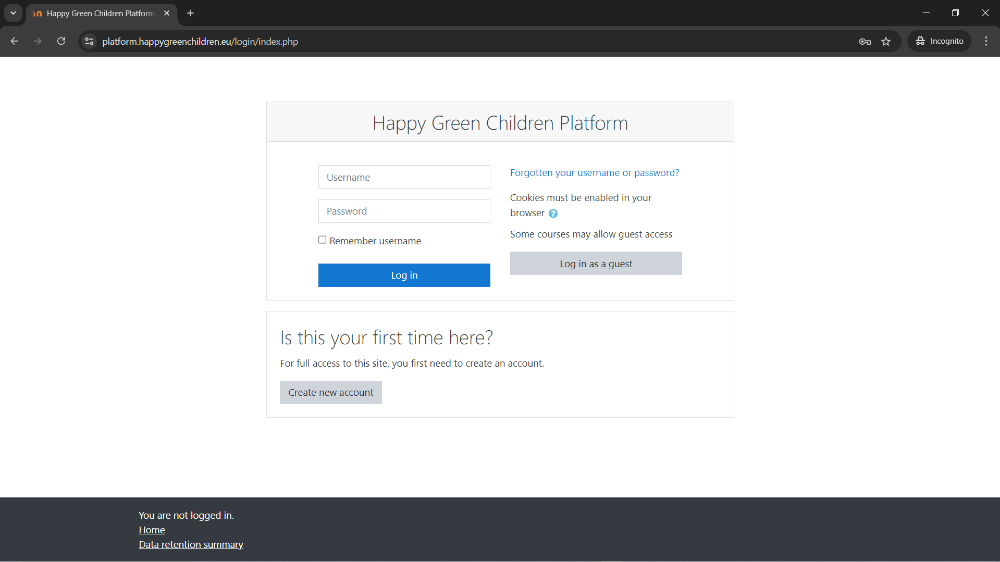 Happy Green Children Platform
platform.happygreenchildren.eu/login/index.php
Incognito
Happy Green Children Platform
Username
Password
Remember username
Log in
Forgotten your username or password?
Cookies must be enabled in your
browser
Some courses may allow guest access
Log in as a guest
Is this your first time here?
For full access to this site, you first need to create an account.
Create new account
You are not logged in.
Home
Data retention summary